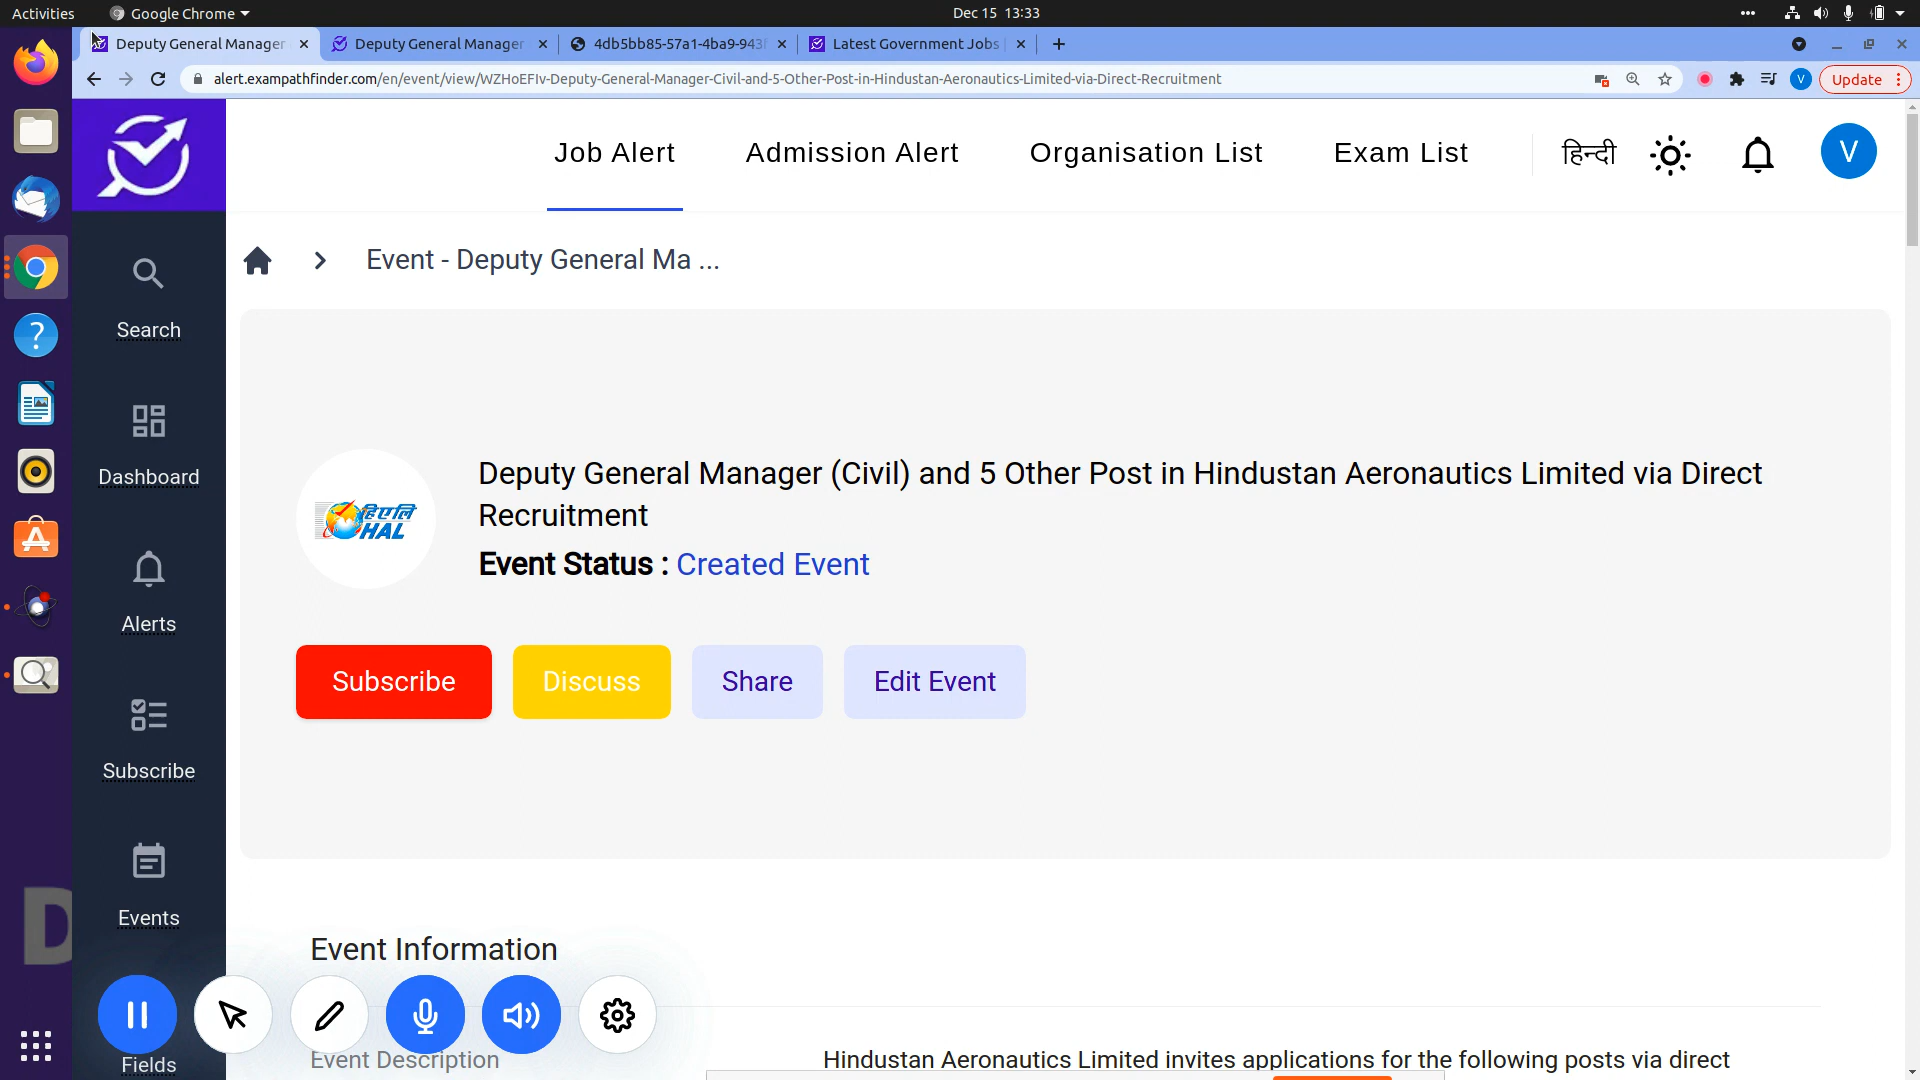 Activities
Google Chrome
Dec 15 13:33
Deputy General Manager
Deputy General Manager
4db5bb85-57a1-4ba9-943f
Latest Government Jobs
alert.exampathfinder.com/en/event/view/WZHoEFIv-Deputy-General-Manager-Civil-and-5-Other-Post-in-Hindustan-Aeronautics-Limited-via-Direct-Recruitment
V
Update
Job Alert
Admission Alert
Organisation List
Exam List
हिन्दी
V
Event - Deputy General Ma ...
Search
Dashboard
Alerts
Subscribe
Events
Fields
हिएलि
HAL
Deputy General Manager (Civil) and 5 Other Post in Hindustan Aeronautics Limited via Direct
Recruitment
Event Status : Created Event
Subscribe
Discuss
Share
Edit Event
Event Information
Event Description
Hindustan Aeronautics Limited invites applications for the following posts via direct
D